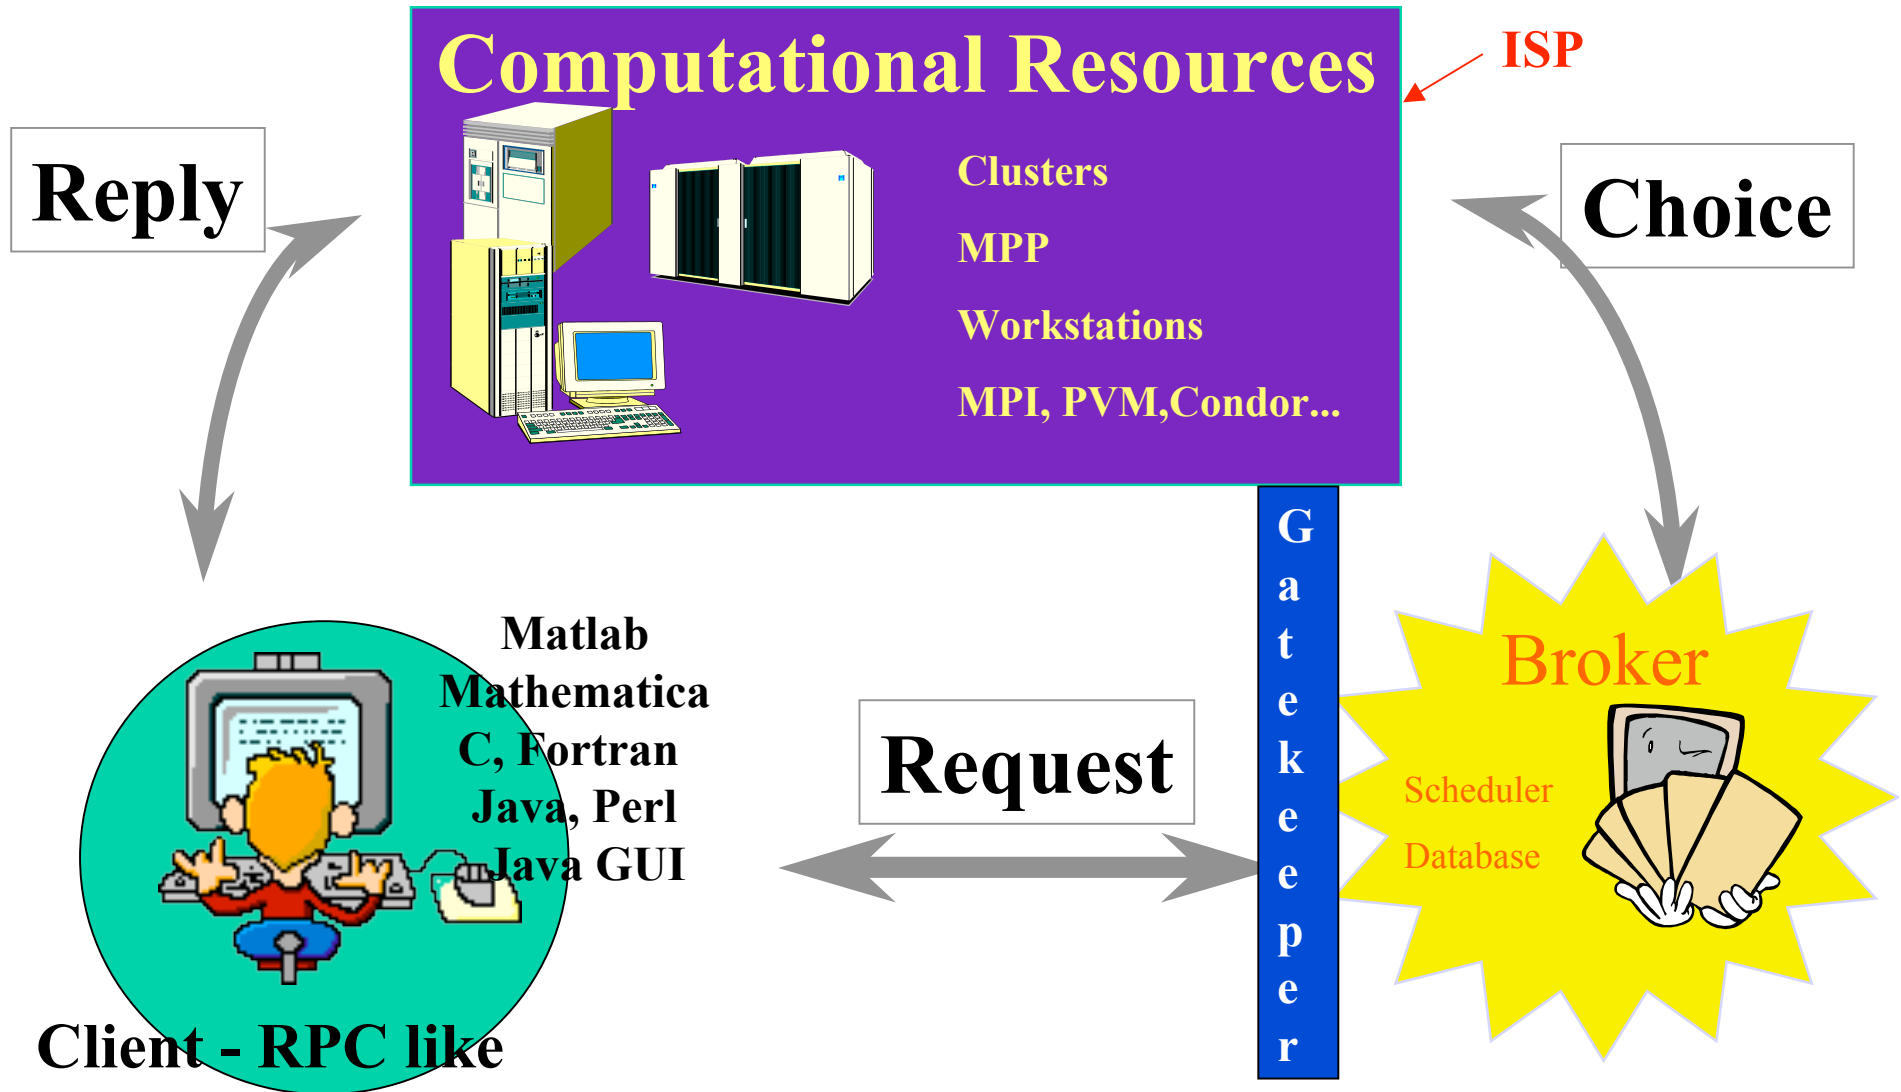 Computational Resources
ISP
Reply
Choice
Clusters
MPP
Workstations
MPI, PVM,Condor...
Gatekeeper
Matlab
Mathematica
C, Fortran
Java, Perl
Java GUI
Request
Broker
Scheduler
Database
Client - RPC like